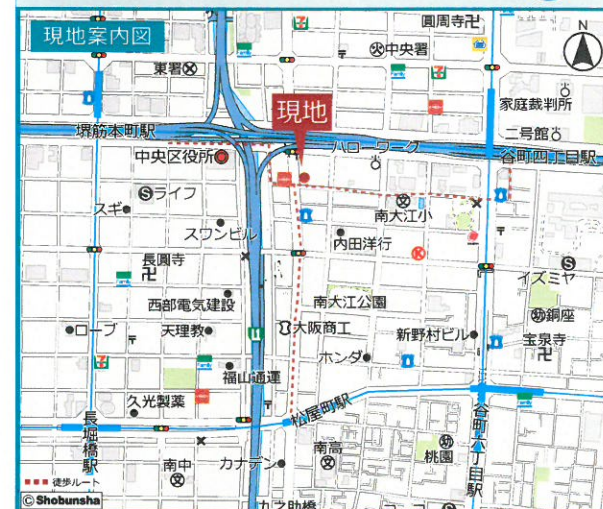 現地案内図
圓周寺
N
中央署
東署
現地
家庭裁判所
二号館
堺筋本町駅
ハローワーク
谷町四丁目駅
中央区役所
ライフ
スギ
南大江小
スワンビル
内田洋行
長圓寺
イズミヤ
西部電気建設
南大江公園
銅座
ローブ
天理教
大阪商工
新野村ビル
宝泉寺
ホンダ
福山通運
久光製薬
松屋町駅
長堀橋駅
谷町六丁目駅
南高
桃園
南中
カナデン
徒歩ルート
© Shobunsha
九之助橋